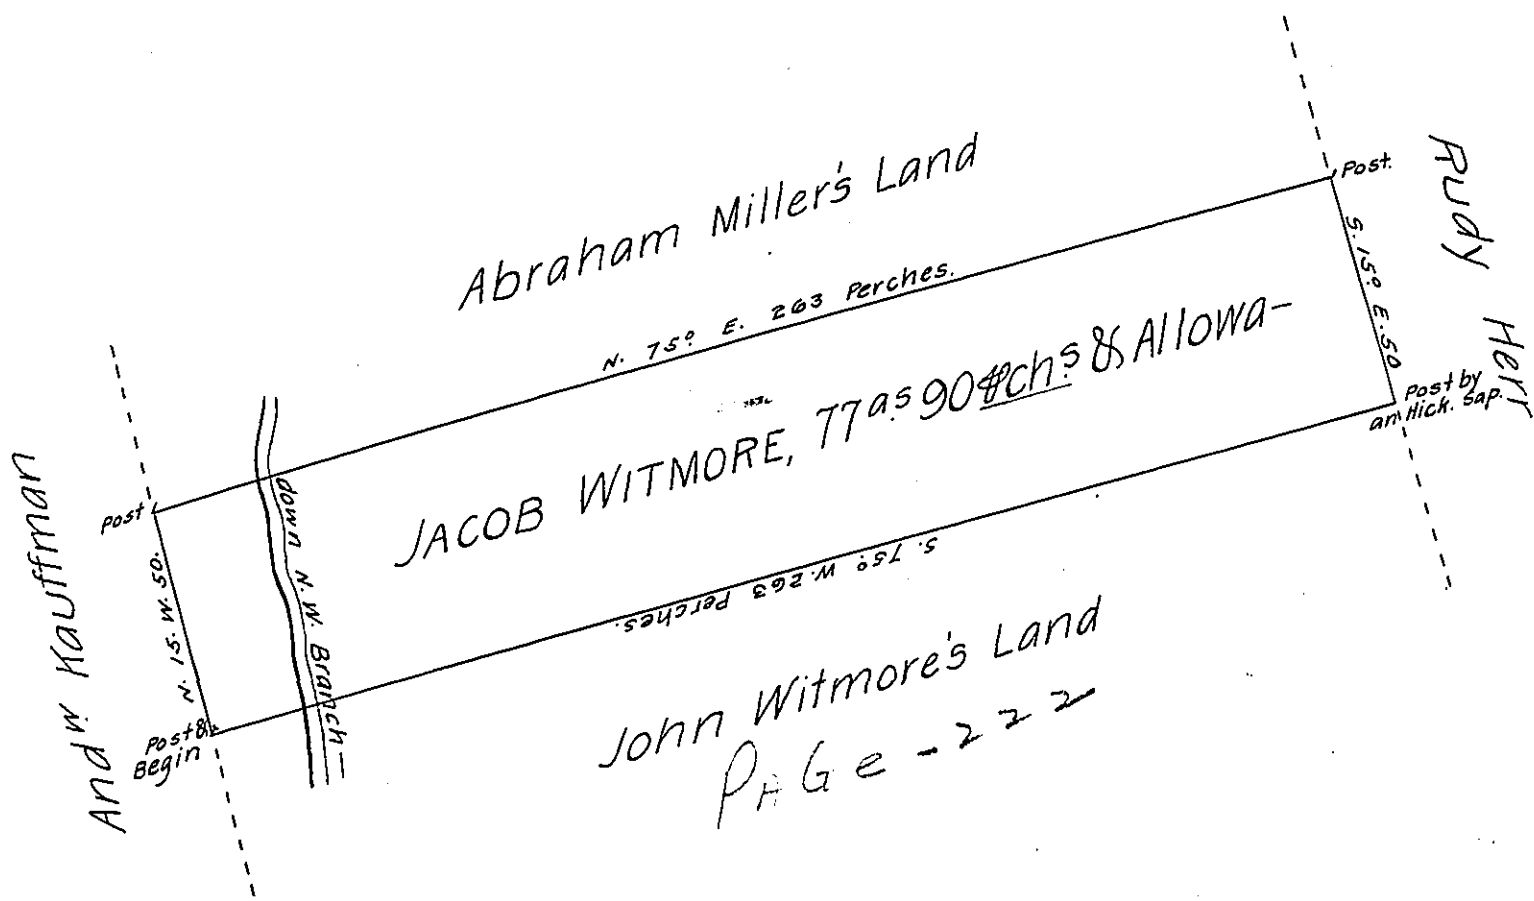 Abraham Miller's Land
Post.
Rudy Herr
N. 75° E. 263 Perches.
S. 15° E. 50
JACOB WITMORE, 77as 90 pchs & Allowa-
Post by
an Hick. Sap.
Post
Andw Kauffman
N. 15. W. 50.
down N. W. Branch
S. 75° W. 263 Perches.
Post &
Begin
John Witmore's Land
PAGe - 222